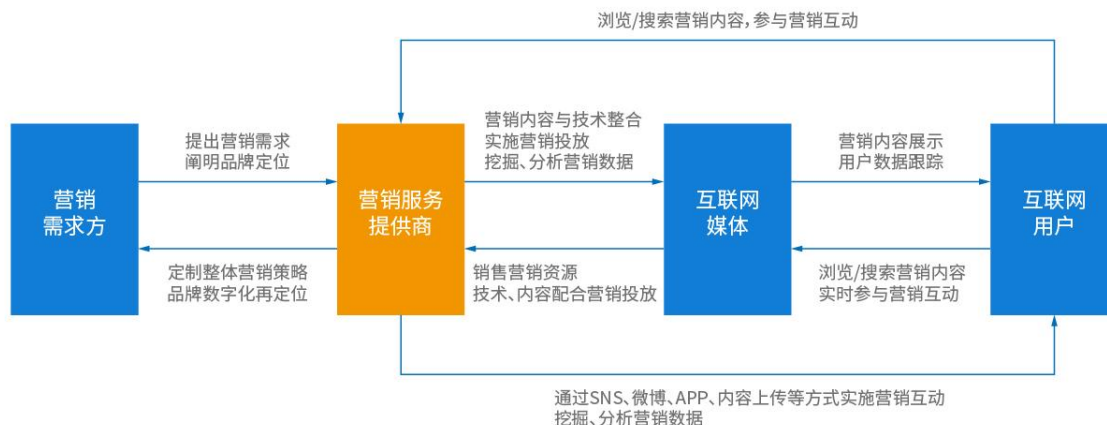 浏览/搜索营销内容,参与营销互动
提出营销需求
阐明品牌定位
营销内容与技术整合
实施营销投放
挖掘、分析营销数据
营销内容展示
用户数据跟踪
营销
需求方
营销服务
提供商
互联网
媒体
互联网
用户
定制整体营销策略
品牌数字化再定位
销售营销资源
技术、内容配合营销投放
浏览/搜索营销内容
实时参与营销互动
通过SNS、微博、APP、内容上传等方式实施营销互动
挖掘、分析营销数据